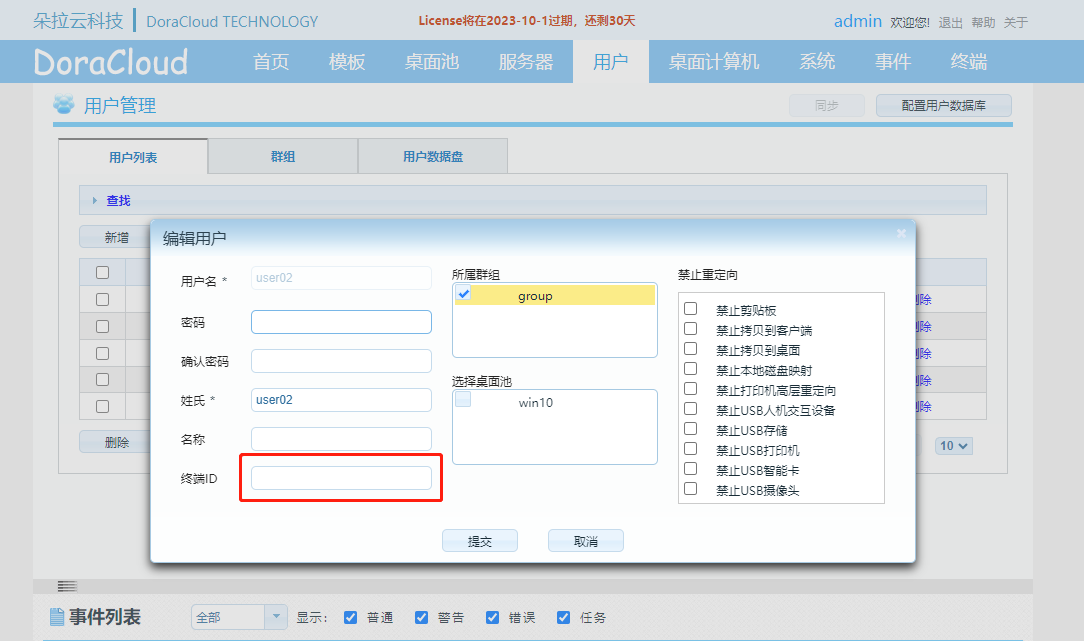 朵拉云科技 DoraCloud TECHNOLOGY License将在2023-10-1过期，还剩30天 admin 欢迎您! 退出 帮助 关于
DoraCloud 首页 模板 桌面池 服务器 用户 桌面计算机 系统 事件 终端
用户管理 同步 配置用户数据库
用户列表 群组 用户数据盘
查找
新增
编辑用户
用户名 * user02
密码
确认密码
姓氏 * user02
名称
终端ID
所属群组
group
选择桌面池
win10
禁止重定向
禁止剪贴板
禁止拷贝到客户端
禁止拷贝到桌面
禁止本地磁盘映射
禁止打印机高层重定向
禁止USB人机交互设备
禁止USB存储
禁止USB打印机
禁止USB智能卡
禁止USB摄像头
提交 取消
删除 10
事件列表 全部 显示: 普通 警告 错误 任务